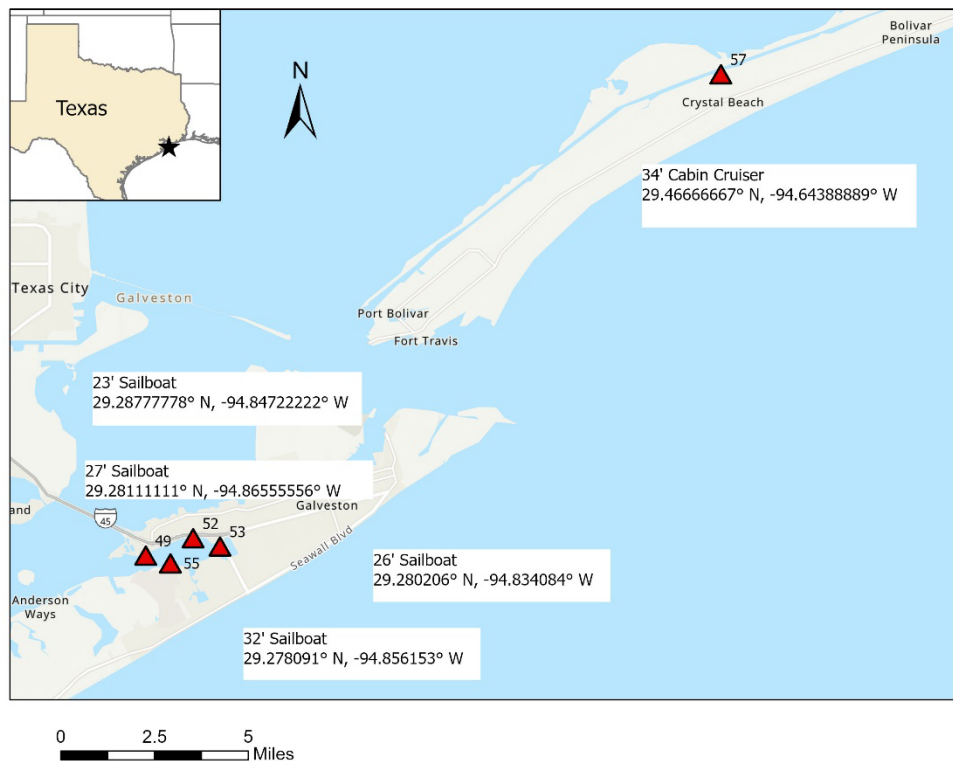 Texas
N
Bolivar
Peninsula
57
Crystal Beach
34' Cabin Cruiser
29.46666667° N, -94.64388889° W
Texas City
Galveston
Port Bolivar
Fort Travis
23' Sailboat
29.28777778° N, -94.84722222° W
27' Sailboat
29.28111111° N, -94.86555556° W
and
45
Galveston
Seawall Blvd
52
53
49
55
26' Sailboat
29.280206° N, -94.834084° W
Anderson
Ways
32' Sailboat
29.278091° N, -94.856153° W
0 2.5 5
Miles